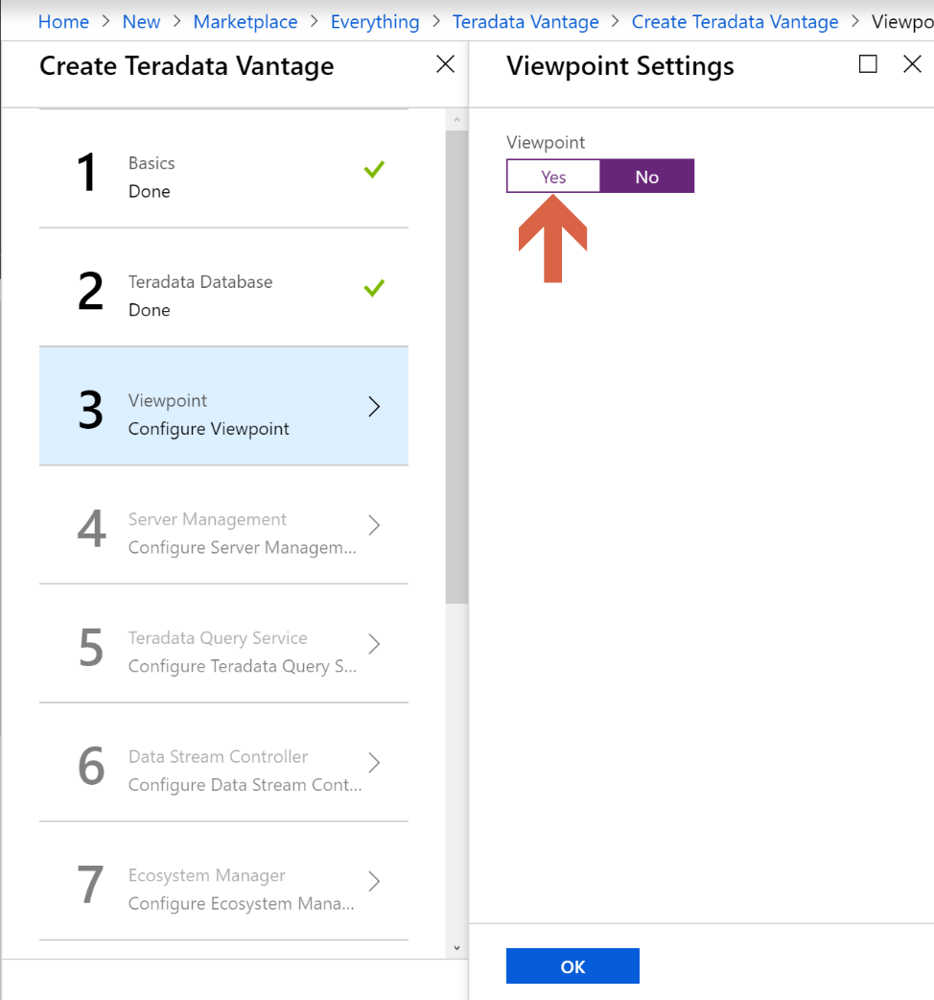 Home > New > Marketplace > Everything > Teradata Vantage > Create Teradata Vantage > Viewpo
Create Teradata Vantage
1
Basics
Done
2
Teradata Database
Done
3
Viewpoint
Configure Viewpoint
4
Server Management
Configure Server Managem...
5
Teradata Query Service
Configure Teradata Query S...
6
Data Stream Controller
Configure Data Stream Cont...
7
Ecosystem Manager
Configure Ecosystem Mana...
Viewpoint Settings
Viewpoint
Yes No
OK